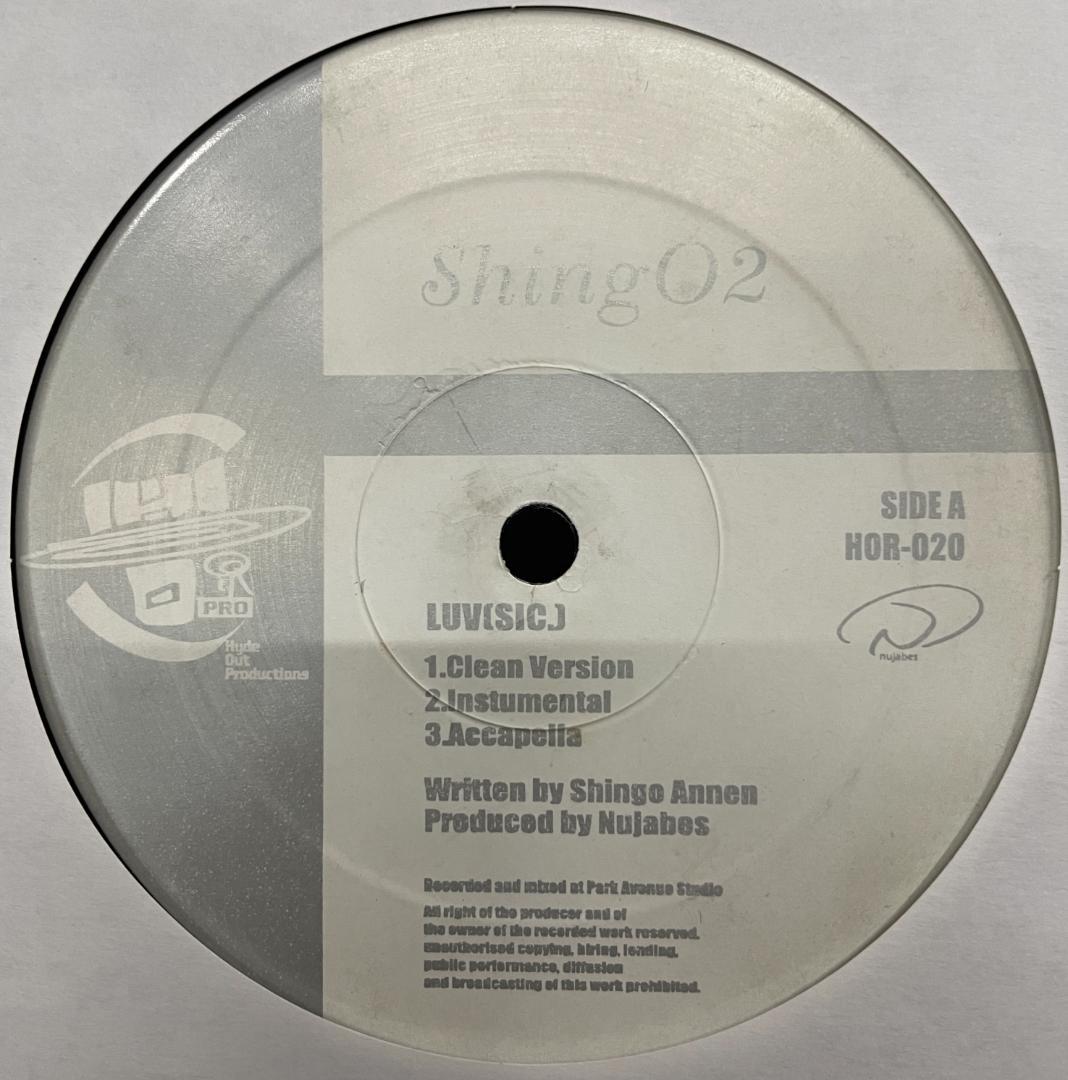 ShingO2
SIDE A
HOR-020
nujabes
PRO
Hyde
Out
Productions
LUV(SIC.)
1.Clean Version
2.Instumental
3.Accapella
Written by Shingo Annen
Produced by Nujabes
Recorded and mixed at Park Avenue Studio
All right of the producer and of
the owner of the recorded work reserved.
unauthorised copying, hiring, lending,
public performance, diffusion
and broadcasting of this work prohibited.